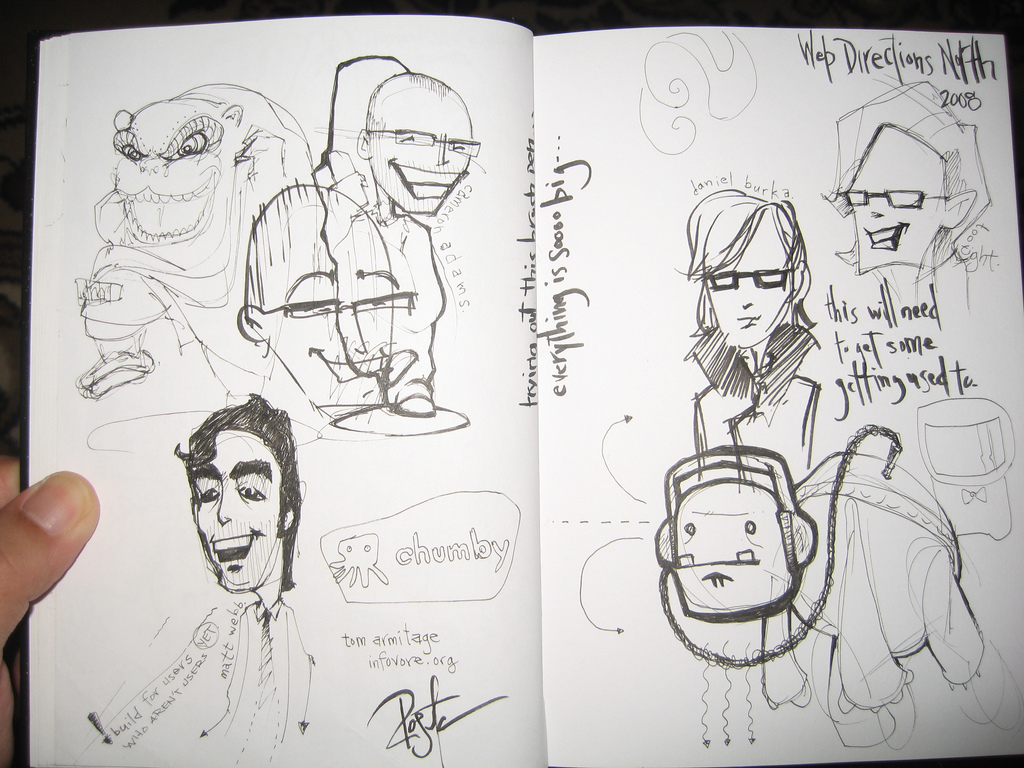 cameron adams.
trying out this brush pen
everything is sooo big...
build for users
who AREN'T USERS YET
matt webb
chumby
tom armitage
infovore.org
Web Directions North
2008
daniel burka
this will need
to get some
getting used to.